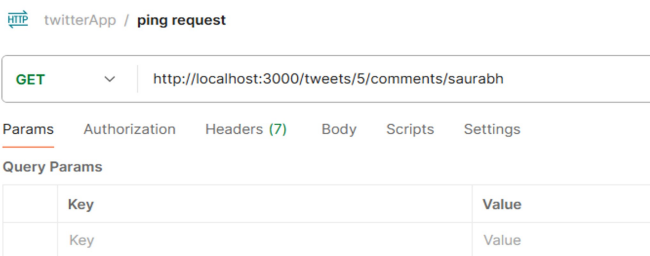 HTTP twitterApp / ping request
GET http://localhost:3000/tweets/5/comments/saurabh
Params Authorization Headers (7) Body Scripts Settings
Query Params
Key Value
Key Value